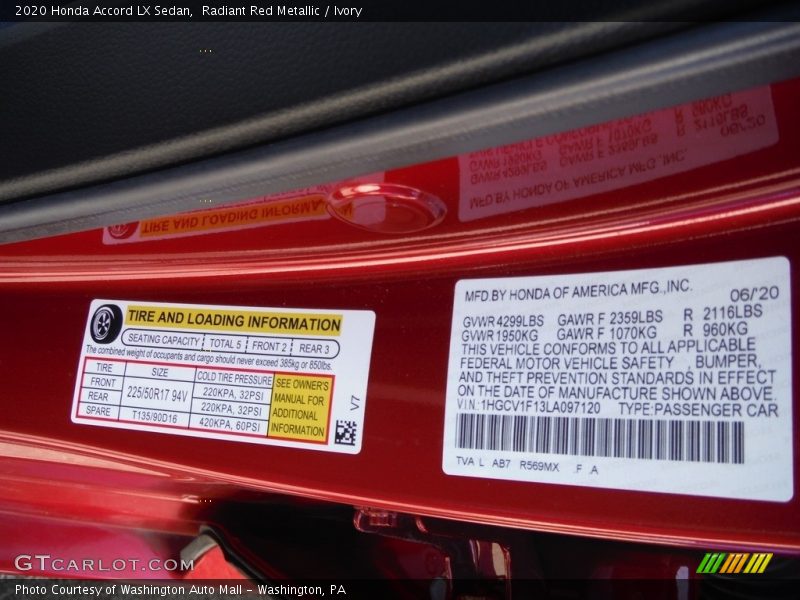 2020 Honda Accord LX Sedan,  Radiant Red Metallic / Ivory
TIRE AND LOADING INFORMATION
SEATING CAPACITY TOTAL 5 FRONT 2 REAR 3
The combined weight of occupants and cargo should never exceed 385kg or 850lbs.
TIRE SIZE COLD TIRE PRESSURE
FRONT 225/50R17 94V 220KPA, 32PSI
REAR 220KPA, 32PSI
SPARE T135/90D16 420KPA, 60PSI
SEE OWNER'S
MANUAL FOR
ADDITIONAL
INFORMATION
V7
MFD.BY HONDA OF AMERICA MFG.,INC. 06/20
GVWR 4299LBS GAWR F 2359LBS R 2116LBS
GVWR 1950KG GAWR F 1070KG R 960KG
THIS VEHICLE CONFORMS TO ALL APPLICABLE
FEDERAL MOTOR VEHICLE SAFETY , BUMPER,
AND THEFT PREVENTION STANDARDS IN EFFECT
ON THE DATE OF MANUFACTURE SHOWN ABOVE.
VIN:1HGCV1F13LA097120 TYPE:PASSENGER CAR
TVA L AB7 R569MX .F .A
GTCARLOT.COM
Photo Courtesy of Washington Auto Mall - Washington, PA